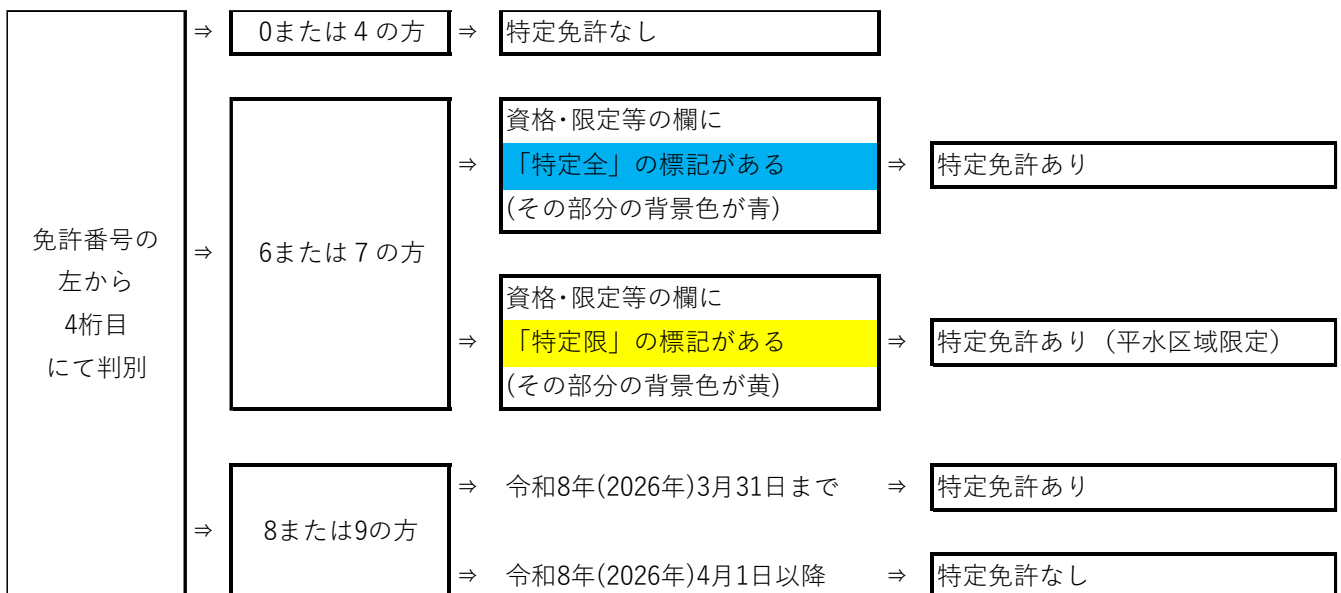 免許番号の
左から
4桁目
にて判別
⇒ 0または４の方 ⇒ 特定免許なし
⇒ 6または７の方
⇒ 資格・限定等の欄に
「特定全」の標記がある
(その部分の背景色が青)
⇒ 特定免許あり
⇒ 資格・限定等の欄に
「特定限」の標記がある
(その部分の背景色が黄)
⇒ 特定免許あり（平水区域限定）
⇒ 8または9の方
⇒ 令和8年(2026年)3月31日まで ⇒ 特定免許あり
⇒ 令和8年(2026年)4月1日以降 ⇒ 特定免許なし